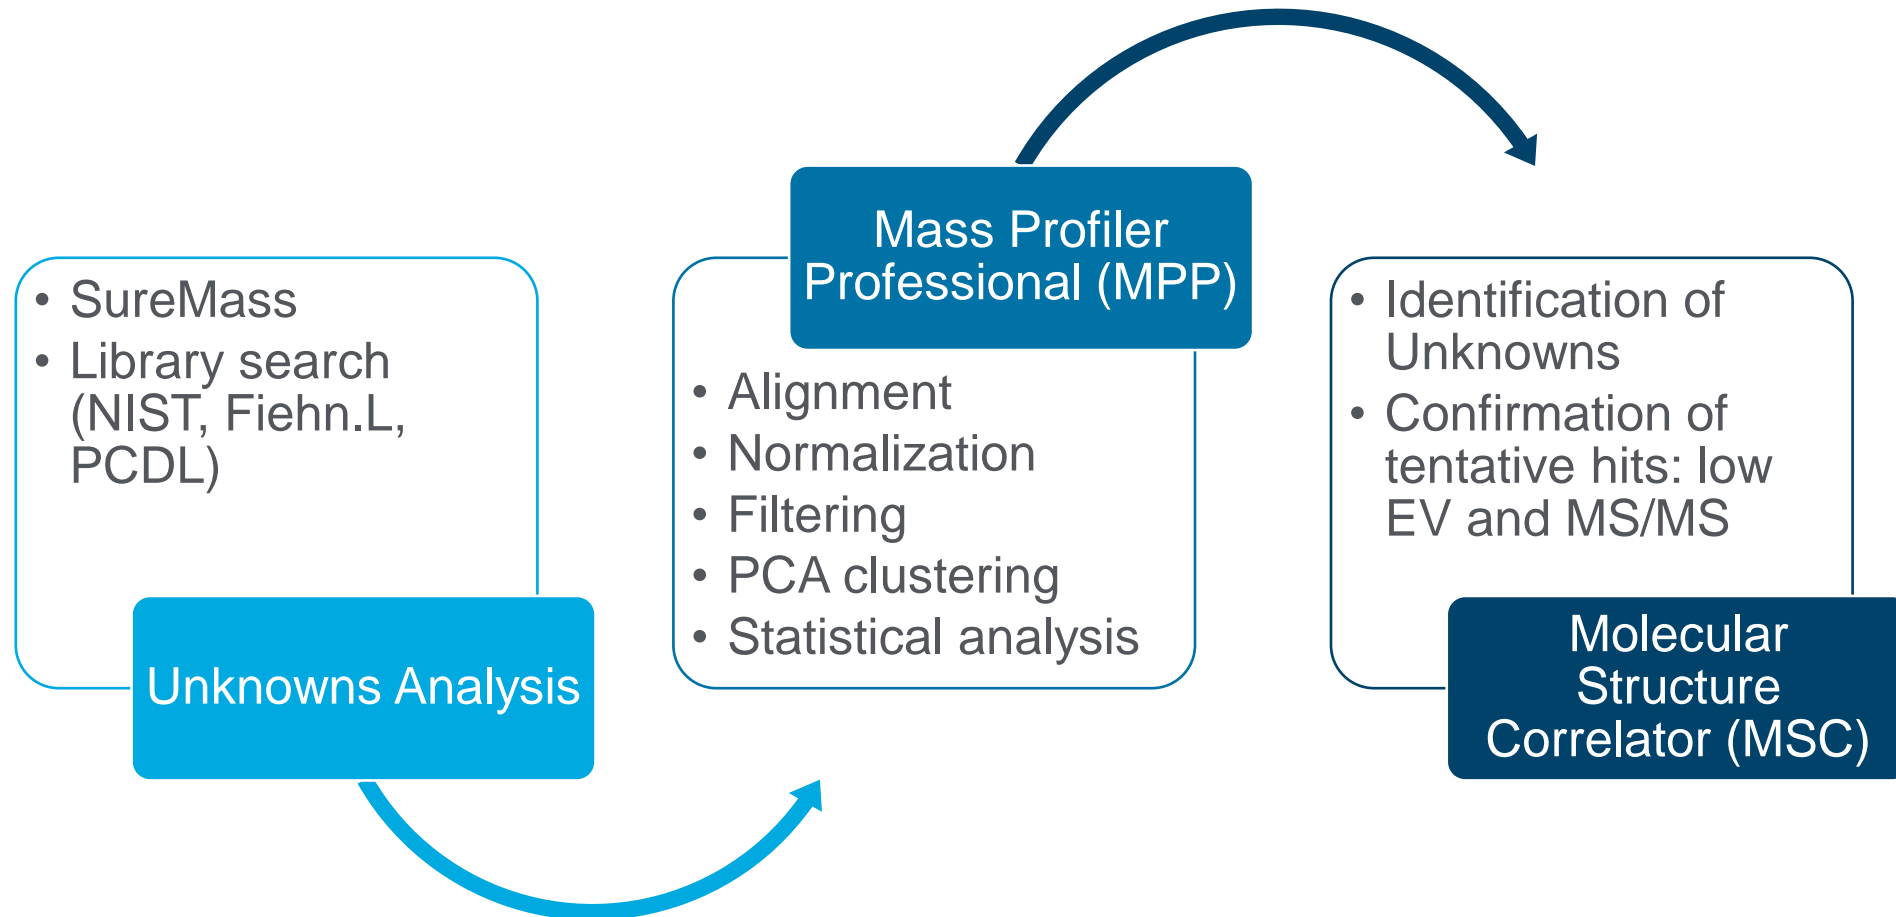 • SureMass
• Library search
(NIST, Fiehn.L,
PCDL)
Unknowns Analysis
Mass Profiler
Professional (MPP)
• Alignment
• Normalization
• Filtering
• PCA clustering
• Statistical analysis
• Identification of
Unknowns
• Confirmation of
tentative hits: low
EV and MS/MS
Molecular
Structure
Correlator (MSC)